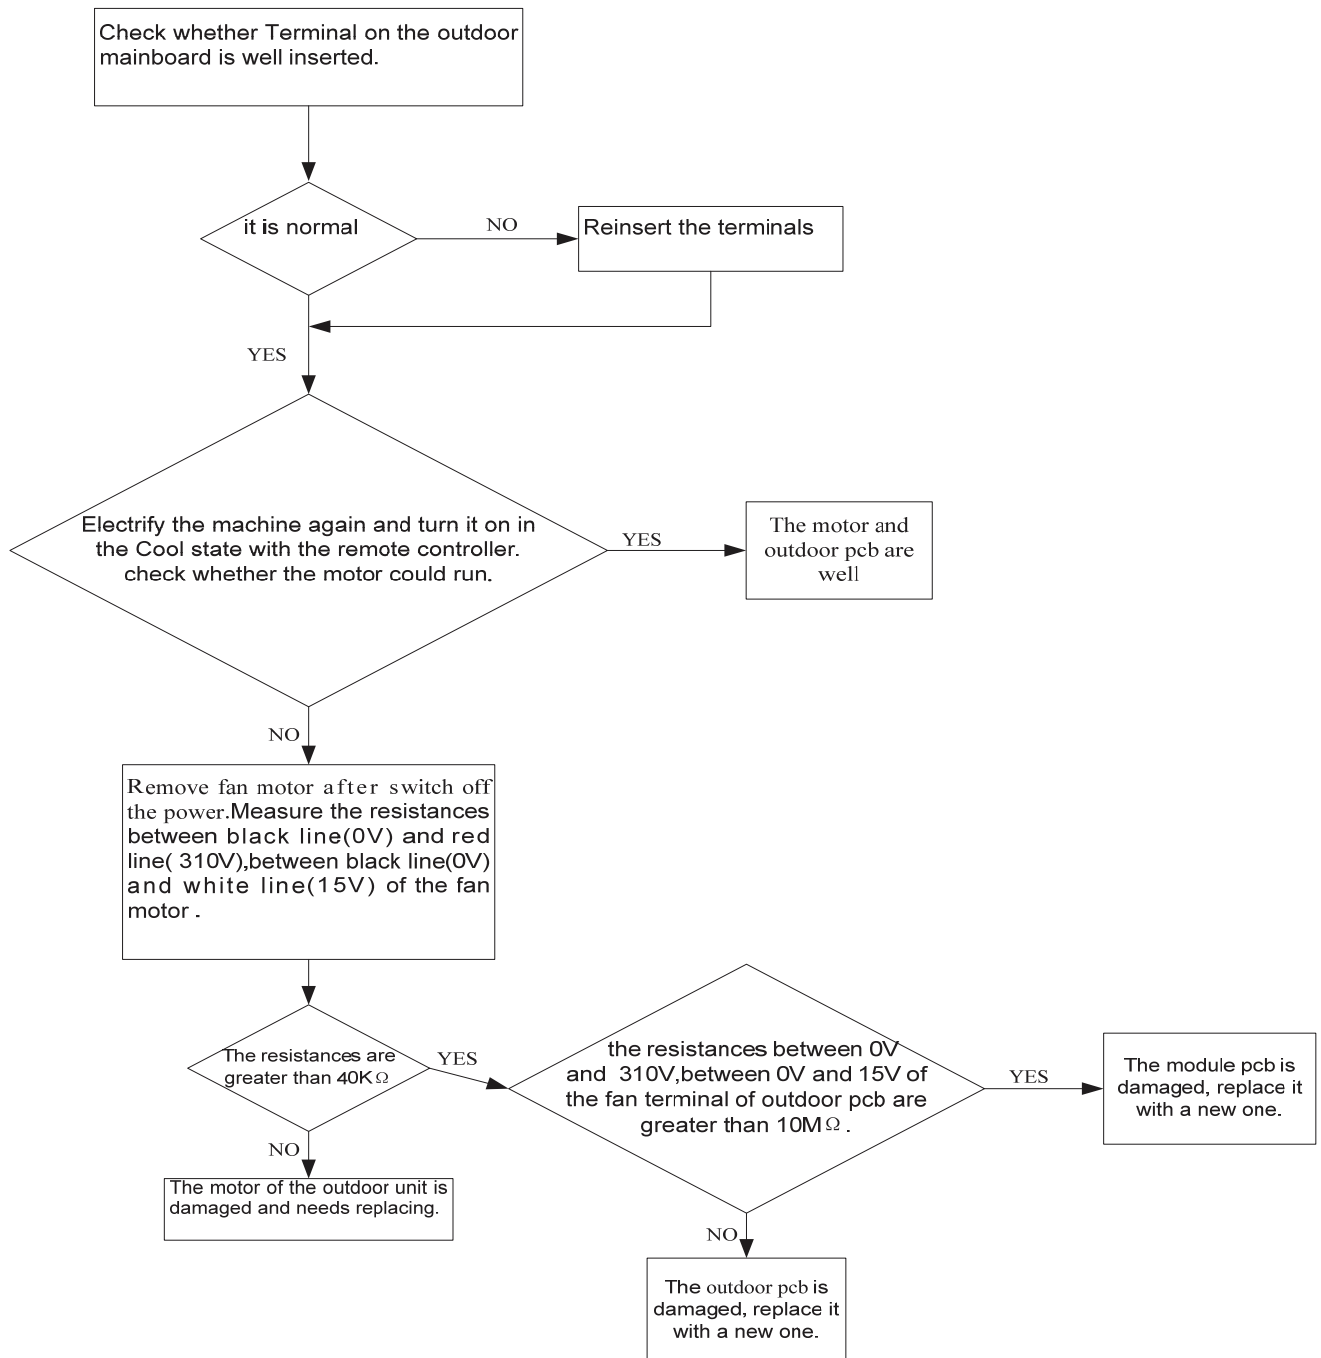 Check whether Terminal on the outdoor
mainboard is well inserted.
it is normal
NO
Reinsert the terminals
YES
Electrify the machine again and turn it on in
the Cool state with the remote controller.
check whether the motor could run.
YES
The motor and
outdoor pcb are
well
NO
Remove fan motor after switch off
the power.Measure the resistances
between black line(0V) and red
line( 310V),between black line(0V)
and white line(15V) of the fan
motor .
The resistances are
greater than 40KΩ
YES
the resistances between 0V
and 310V,between 0V and 15V of
the fan terminal of outdoor pcb are
greater than 10MΩ .
YES
The module pcb is
damaged, replace it
with a new one.
NO
The motor of the outdoor unit is
damaged and needs replacing.
NO
The outdoor pcb is
damaged, replace it
with a new one.